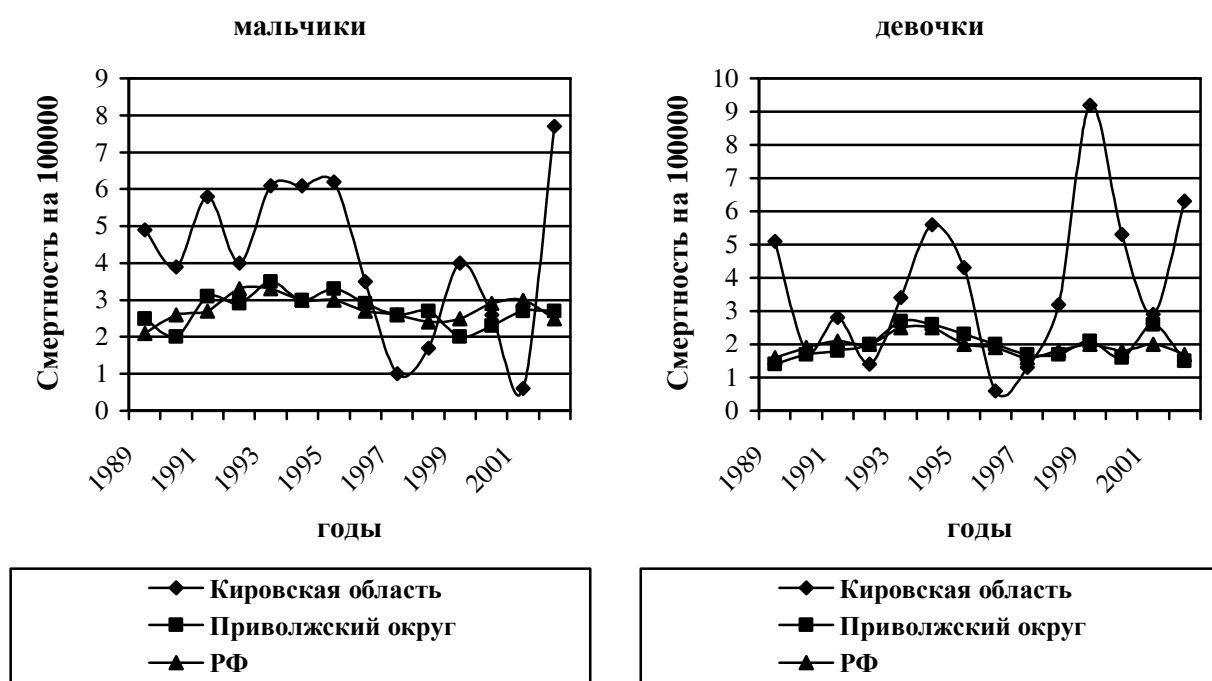 мальчики
Смертность на 100000
9
8
7
6
5
4
3
2
1
0
1989
1991
1993
1995
1997
1999
2001
годы
Кировская область
Приволжский округ
РФ
девочки
Смертность на 100000
10
9
8
7
6
5
4
3
2
1
0
1989
1991
1993
1995
1997
1999
2001
годы
Кировская область
Приволжский округ
РФ